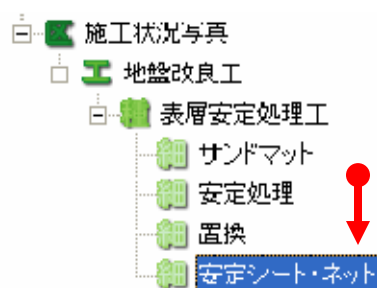 施工状況写真
地盤改良工
表層安定処理工
サンドマット
安定処理
置換
安定シート・ネット